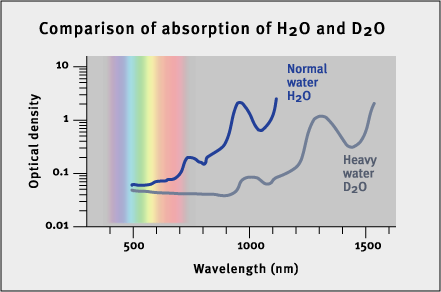 Comparison of absorption of H2O and D2O
Optical density
10
1
0.1
0.01
Normal
water
H2O
Heavy
water
D2O
500
1000
1500
Wavelength (nm)